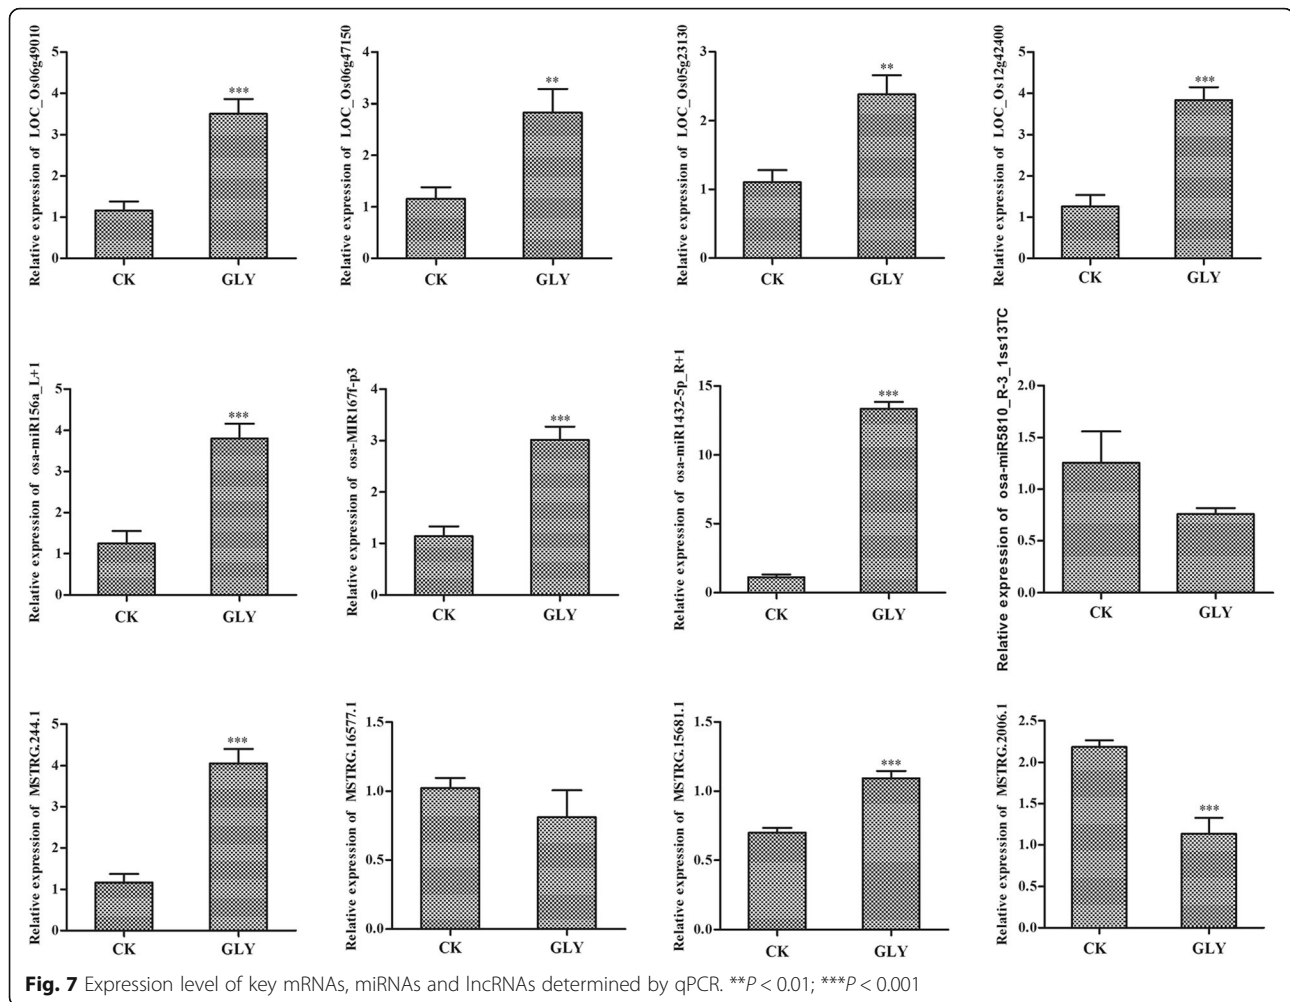 Relative expression of LOC_Os06g49010
5
4
3
2
1
0
***
CK
GLY
Relative expression of LOC_Os06g47150
4
3
2
1
0
**
CK
GLY
Relative expression of LOC_Os05g23130
3
2
1
0
**
CK
GLY
Relative expression of LOC_Os12g42400
5
4
3
2
1
0
***
CK
GLY
Relative expression of osa-miR156a_L+1
5
4
3
2
1
0
***
CK
GLY
Relative expression of osa-MIR167f-p3
4
3
2
1
0
***
CK
GLY
Relative expression of osa-miR1432-5p_R+1
15
10
5
0
***
CK
GLY
Relative expression of osa-miR5810_R-3_1ss13TC
2.0
1.5
1.0
0.5
0.0
CK
GLY
Relative expression of MSTRG.244.1
5
4
3
2
1
0
***
CK
GLY
Relative expression of MSTRG.16577.1
1.5
1.0
0.5
0.0
CK
GLY
Relative expression of MSTRG.15681.1
1.5
1.0
0.5
0.0
***
CK
GLY
Relative expression of MSTRG.2006.1
2.5
2.0
1.5
1.0
0.5
0.0
***
CK
GLY
Fig. 7 Expression level of key mRNAs, miRNAs and lncRNAs determined by qPCR. **P < 0.01; ***P < 0.001